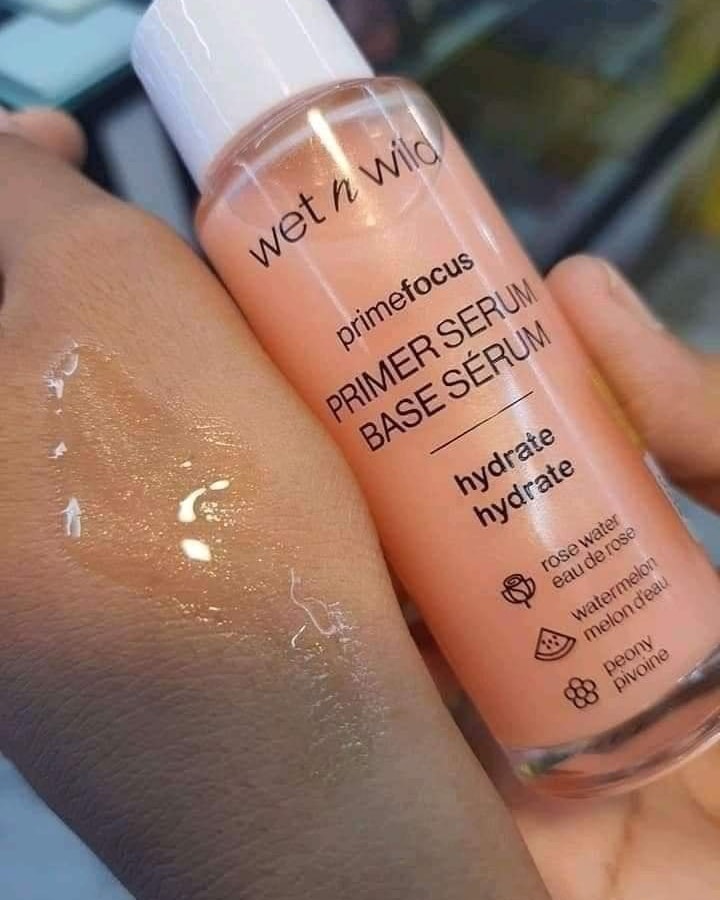 wet n wild
primefocus
PRIMER SERUM
BASE SÉRUM
hydrate
hydrate
rose water
eau de rose
watermelon
melon d'eau
peony
pivoine